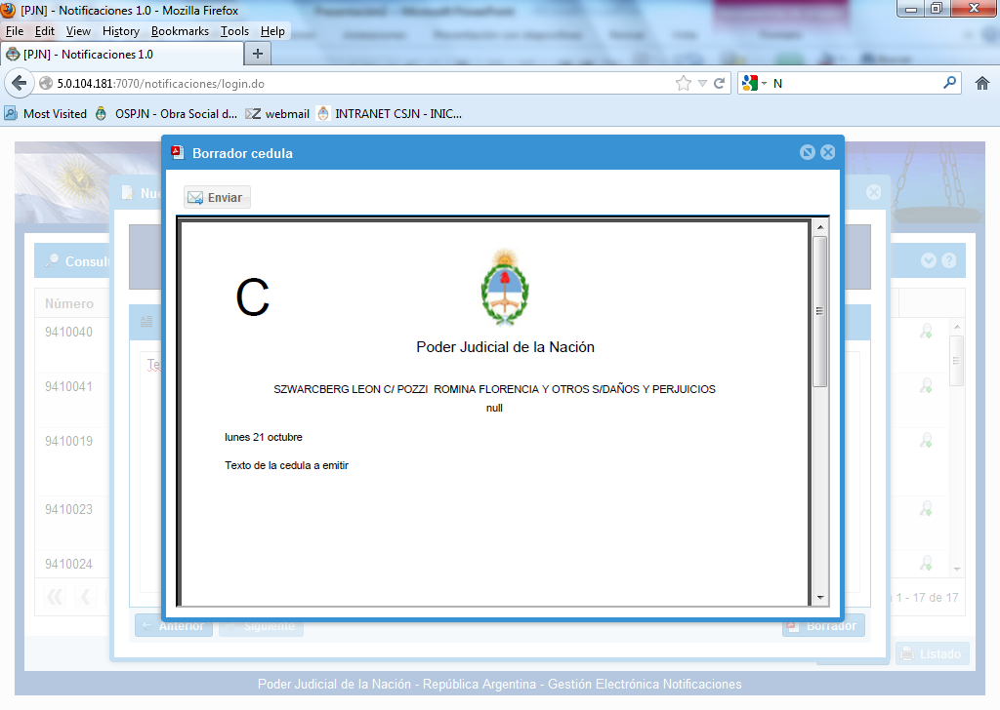 [PJN] - Notificaciones 1.0 - Mozilla Firefox
File Edit View History Bookmarks Tools Help
[PJN] - Notificaciones 1.0
5.0.104.181:7070/notificaciones/login.do
N
Most Visited OSPJN - Obra Social d... webmail INTRANET CSJN - INIC...
Borrador cedula
Enviar
C
Poder Judicial de la Nación
SZWARCBERG LEON C/ POZZI ROMINA FLORENCIA Y OTROS S/DAÑOS Y PERJUICIOS
null
lunes 21 octubre
Texto de la cedula a emitir
Número
9410040
9410041
9410019
9410023
9410024
1 - 17 de 17
Anterior Siguiente Borrador
Listado
Poder Judicial de la Nación - República Argentina - Gestión Electrónica Notificaciones